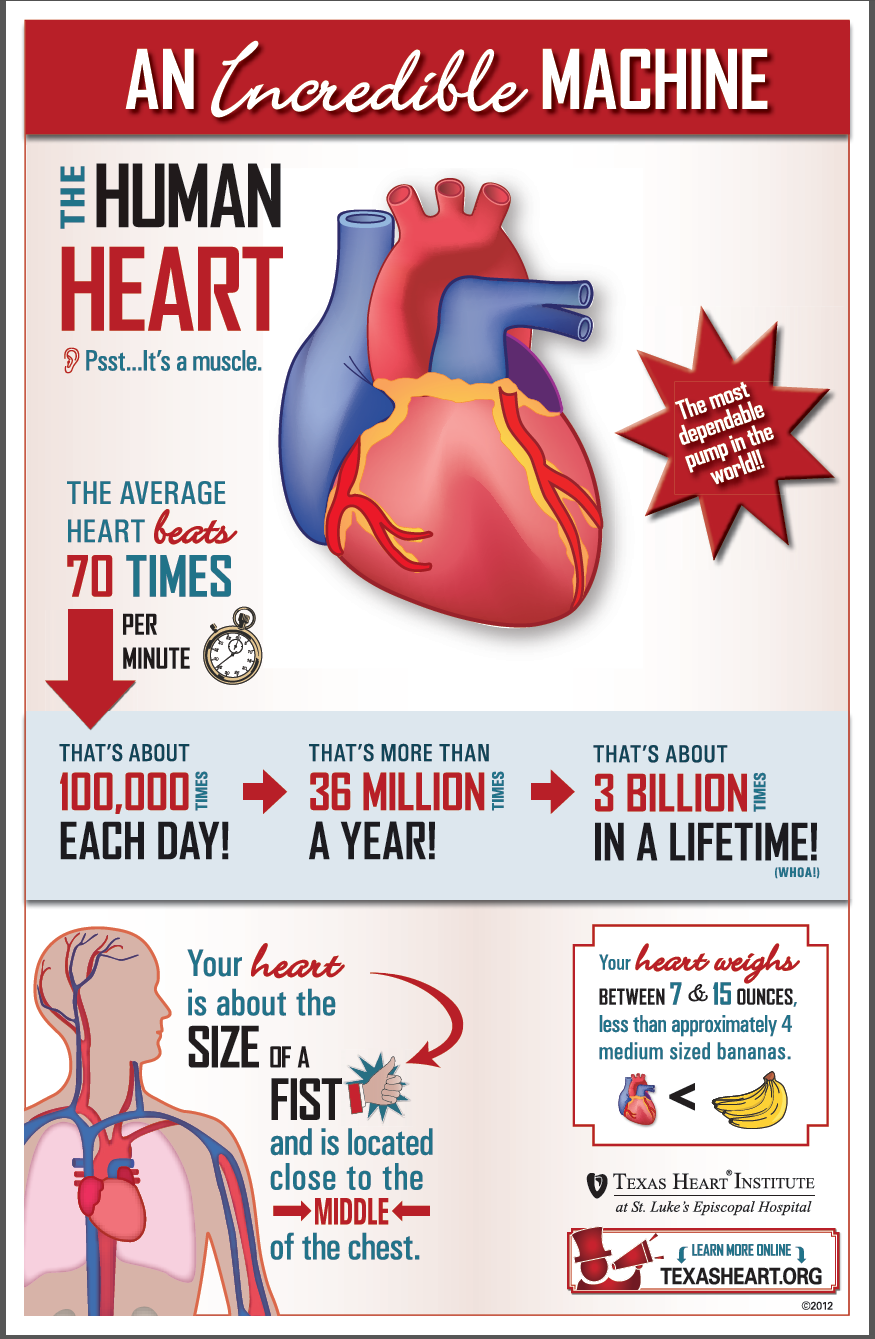 AN Incredible MACHINE
THE HUMAN
HEART
Psst...It's a muscle.
The most
dependable
pump in the
world!!
THE AVERAGE
HEART beats
70 TIMES
PER
MINUTE
THAT'S ABOUT
100,000 TIMES
EACH DAY!
THAT'S MORE THAN
36 MILLION TIMES
A YEAR!
THAT'S ABOUT
3 BILLION TIMES
IN A LIFETIME!
(WHOA!)
Your heart
is about the
SIZE OF A
FIST
and is located
close to the
MIDDLE
of the chest.
Your heart weighs
BETWEEN 7 & 15 OUNCES,
less than approximately 4
medium sized bananas.
<
TEXAS HEART® INSTITUTE
at St. Luke's Episcopal Hospital
LEARN MORE ONLINE
TEXASHEART.ORG
©2012